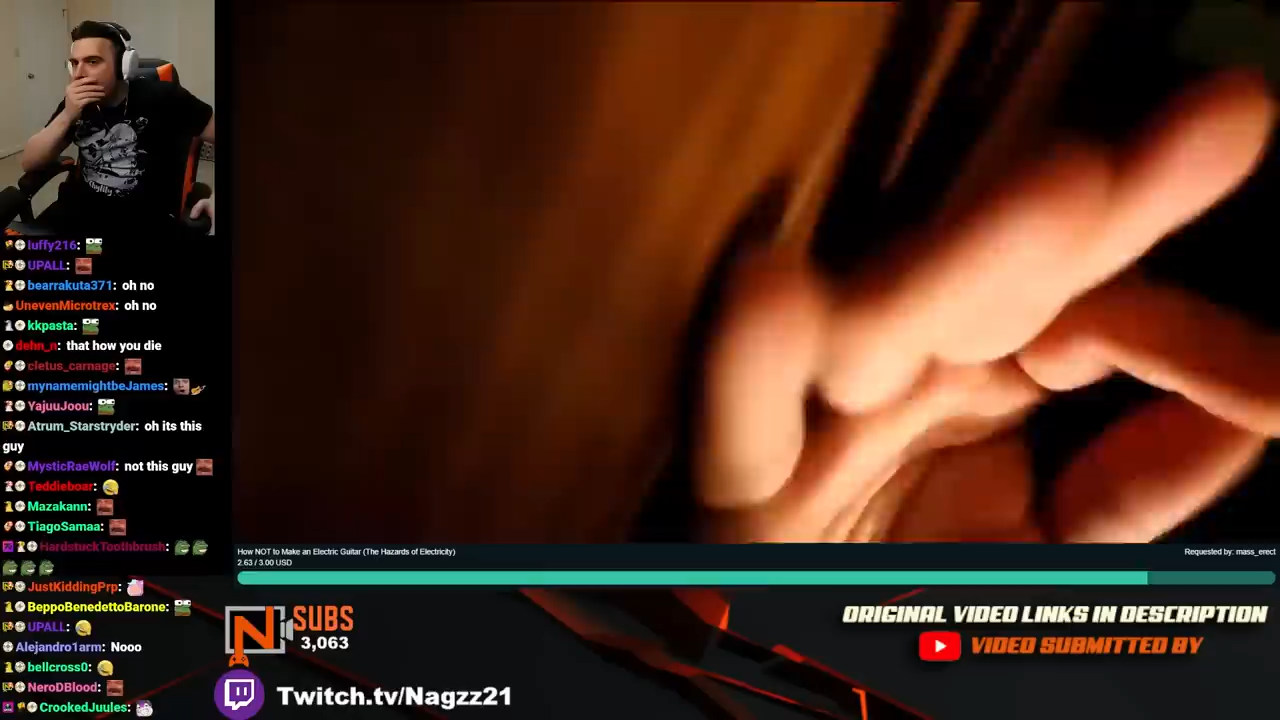 luffy216:
UPALL:
bearrakuta371: oh no
UnevenMicrotrex: oh no
kkpasta:
dehn_n: that how you die
cletus_carnage:
mynamemightbeJames:
YajuuJoou:
Atrum_Starstryder: oh its this
guy
MysticRaeWolf: not this guy
Teddieboar:
Mazakann:
TiagoSamaa:
HardstuckToothbrush:
JustKiddingPrp:
BeppoBenedettoBarone:
UPALL:
Alejandro1arm: Nooo
bellcross0:
NeroDBlood:
CrookedJuules:
How NOT to Make an Electric Guitar (The Hazards of Electricity)
Requested by: mass_erect
2.63 / 3.00 USD
N SUBS
3,063
Twitch.tv/Nagzz21
ORIGINAL VIDEO LINKS IN DESCRIPTION
VIDEO SUBMITTED BY